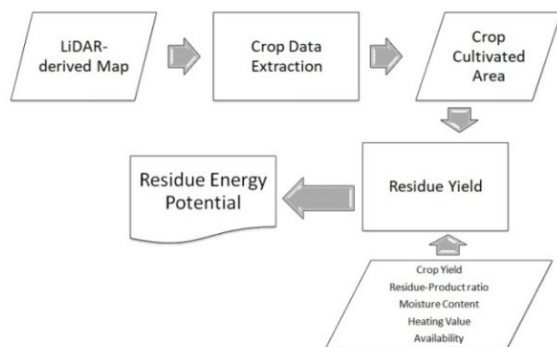 LiDAR-
derived Map
Crop Data
Extraction
Crop
Cultivated
Area
Residue Energy
Potential
Residue Yield
Crop Yield
Residue-Product ratio
Moisture Content
Heating Value
Availability